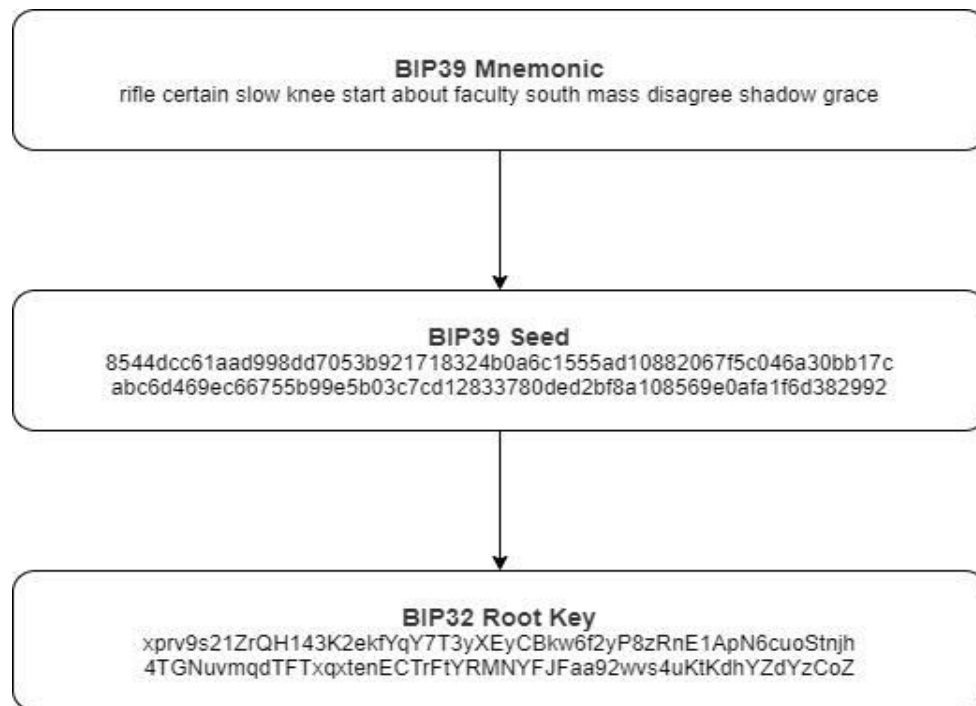 BIP39 Mnemonic
rifle certain slow knee start about faculty south mass disagree shadow grace
BIP39 Seed
8544dcc61aad998dd7053b921718324b0a6c1555ad10882067f5c046a30bb17c
abc6d469ec66755b99e5b03c7cd12833780ded2bf8a108569e0afa1f6d382992
BIP32 Root Key
xprv9s21ZrQH143K2ekfYqY7T3yXEyCBkw6f2yP8zRnE1ApN6cuoStnjh
4TGNuvmqdTFTxqxtenECTrFtYRMNYFJFaa92wvs4uKtKdhYZdYzCoZ